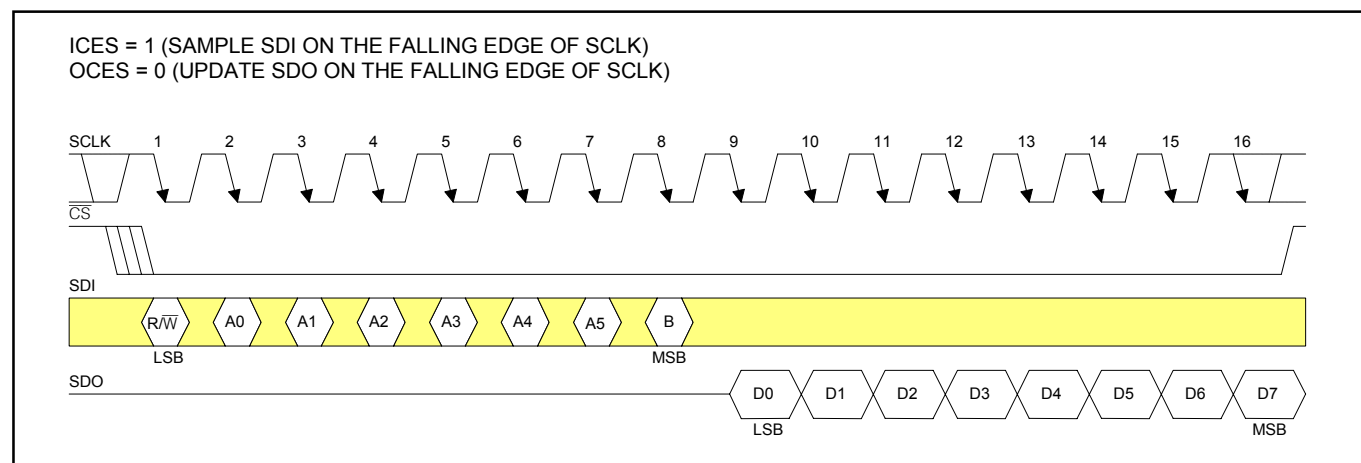 ICES = 1 (SAMPLE SDI ON THE FALLING EDGE OF SCLK)
OCES = 0 (UPDATE SDO ON THE FALLING EDGE OF SCLK)
SCLK 1 2 3 4 5 6 7 8 9 10 11 12 13 14 15 16
C̅S̅
SDI
R/W̅ A0 A1 A2 A3 A4 A5 B
LSB MSB
SDO
D0 D1 D2 D3 D4 D5 D6 D7
LSB MSB